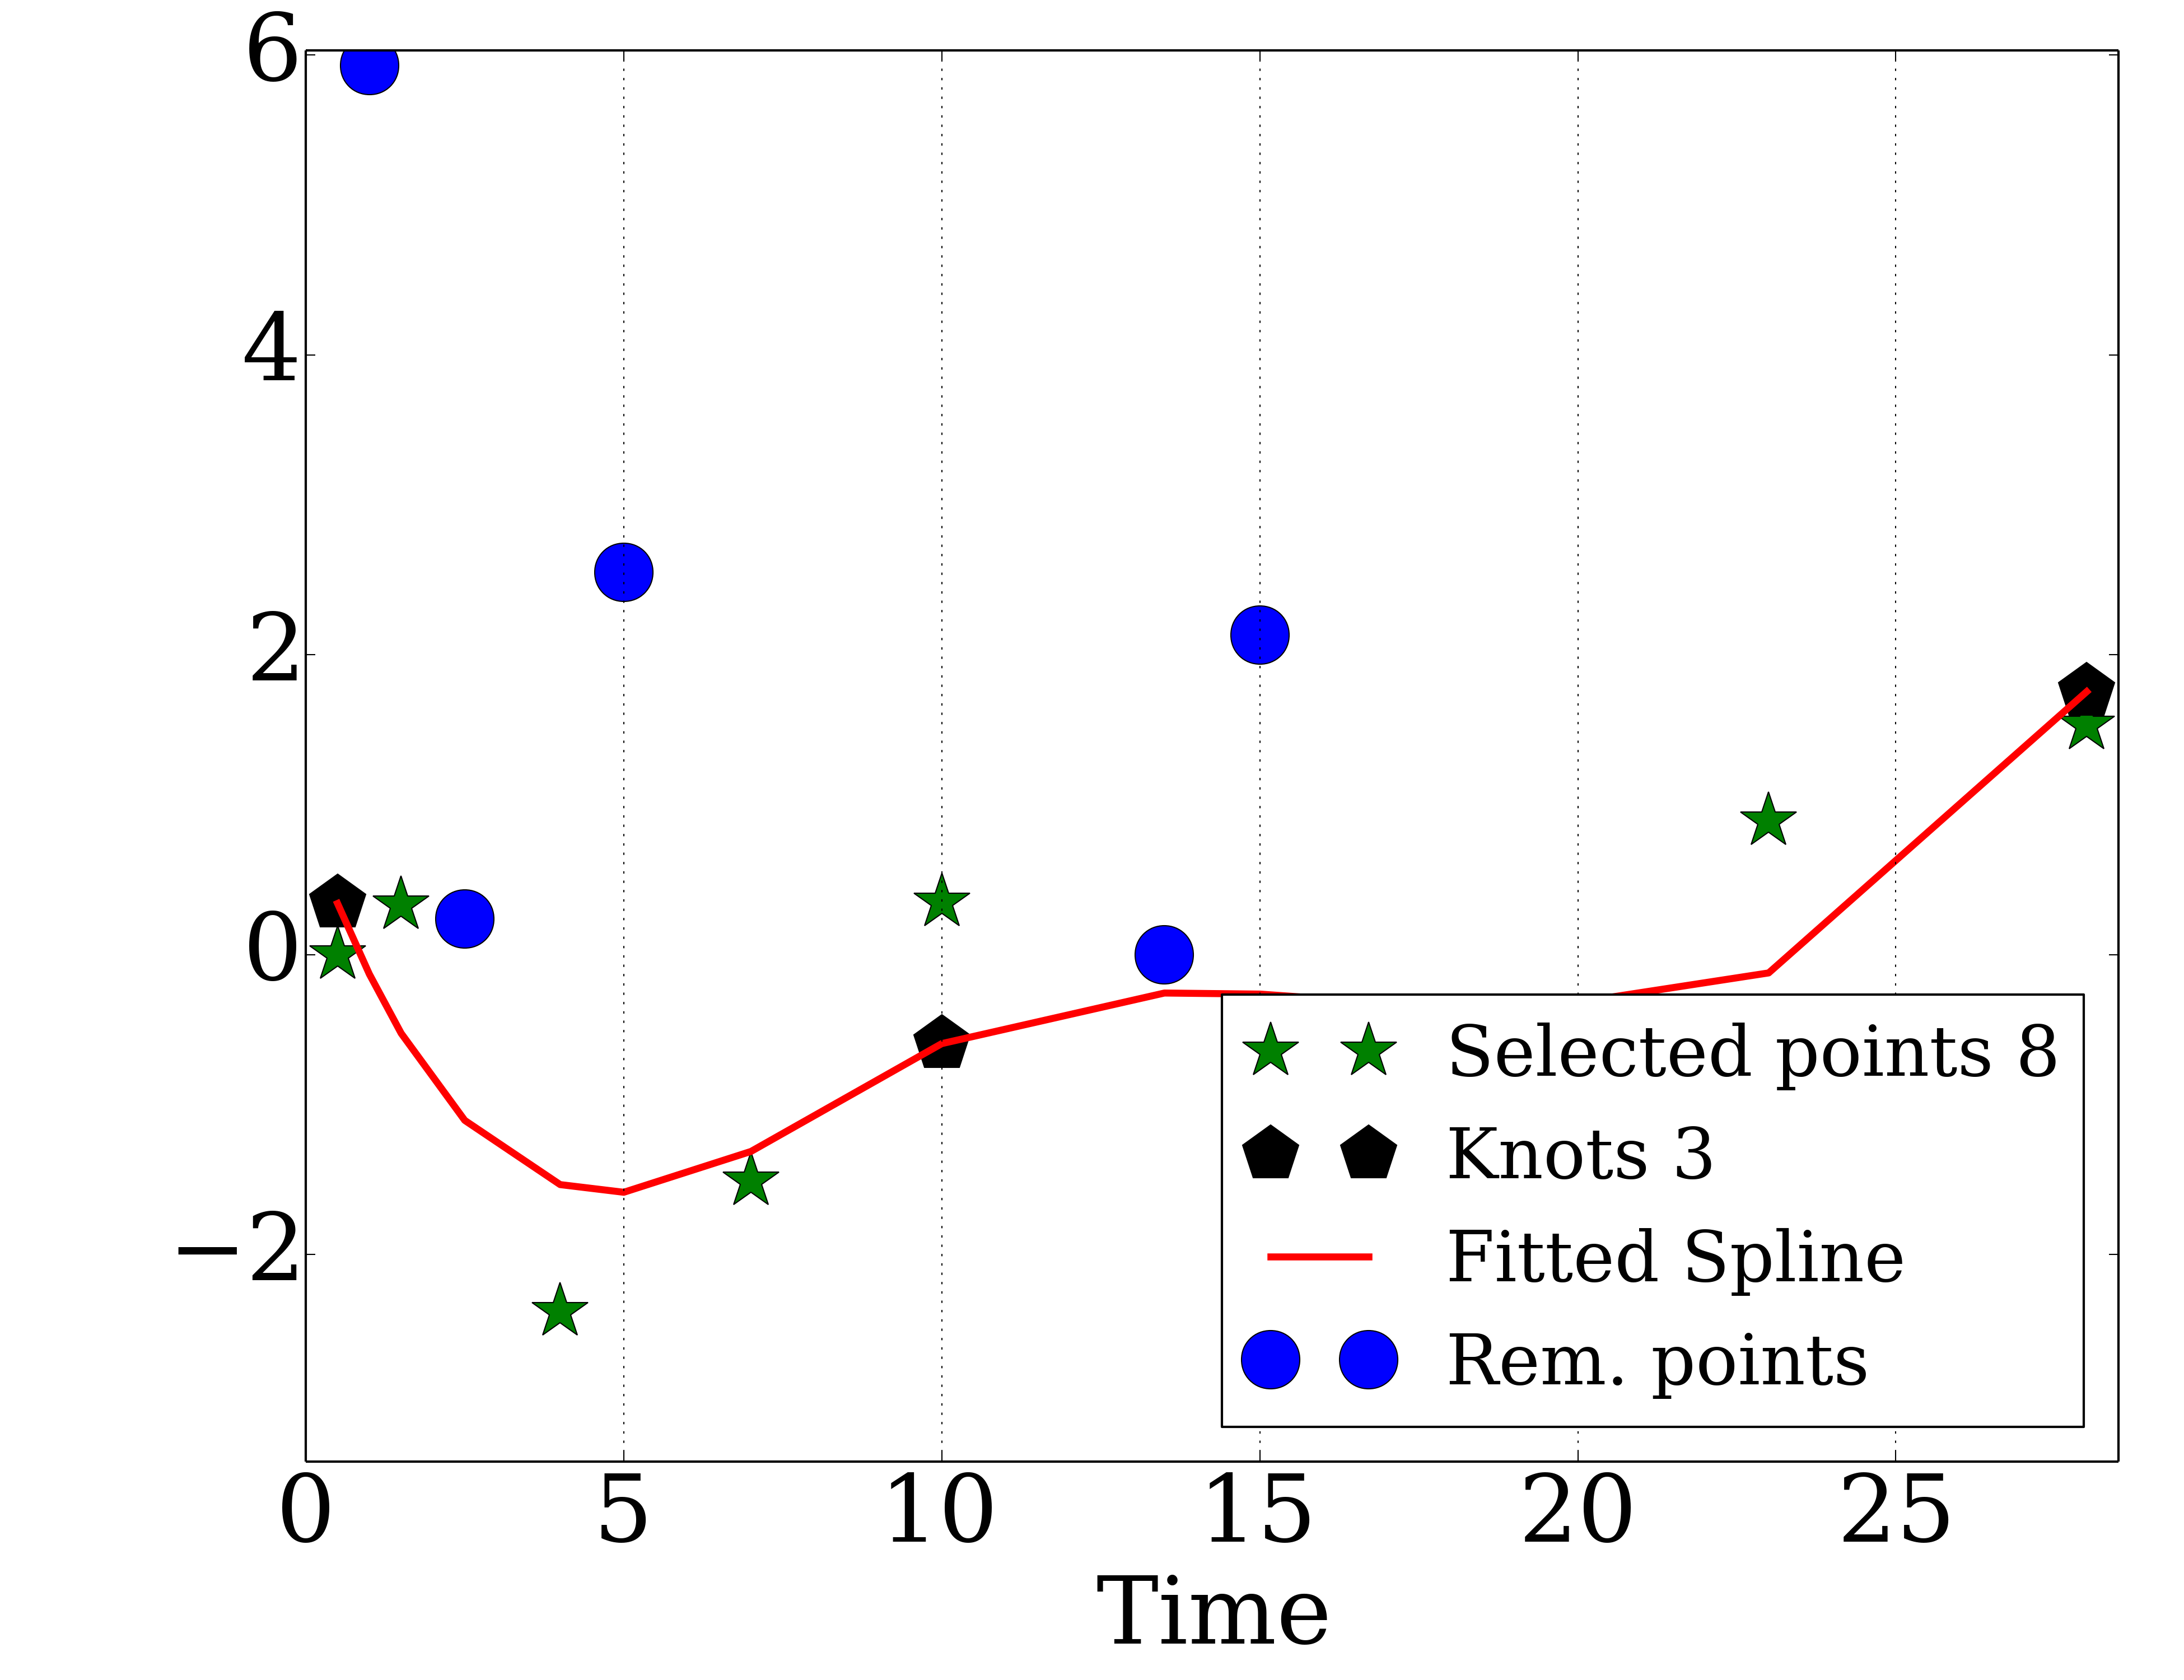 6
4
2
0
−2
Selected points 8
Knots 3
Fitted Spline
Rem. points
0 5 10 15 20 25
Time